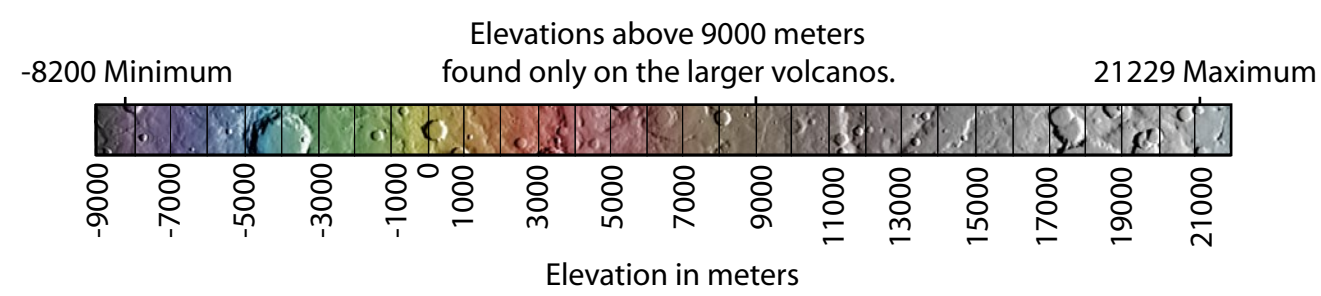 Elevations above 9000 meters
-8200 Minimum found only on the larger volcanos. 21229 Maximum
-9000 -7000 -5000 -3000 -1000 0 1000 3000 5000 7000 9000 11000 13000 15000 17000 19000 21000
Elevation in meters